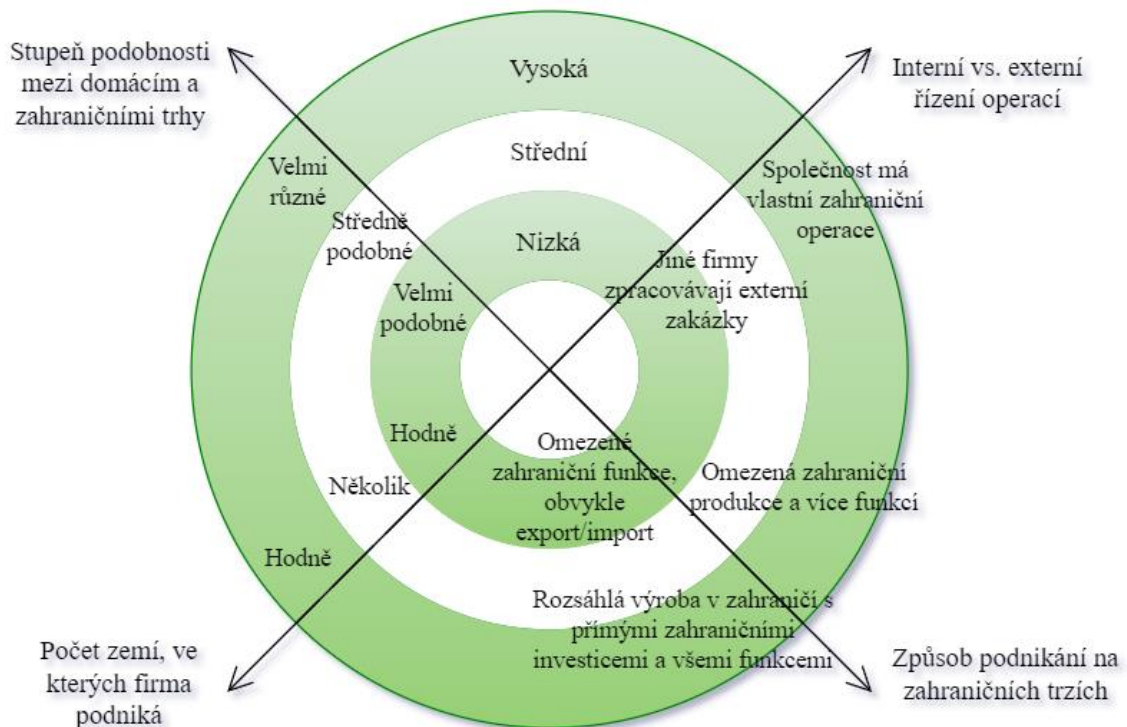 Stupeň podobnosti
mezi domácím a
zahraničními trhy
Vysoká
Interní vs. externí
řízení operací
Střední
Velmi
různé
Společnost má
vlastní zahraniční
operace
Středně
podobné
Nizká
Jiné firmy
zpracovávají externí
zakázky
Velmi
podobné
Hodně
Omezené
zahraniční funkce,
obvykle
export/import
Několik
Omezená zahraniční
produkce a více funkcí
Hodně
Rozsáhlá výroba v zahraničí s
přímými zahraničními
investicemi a všemi funkcemi
Počet zemí, ve
kterých firma
podniká
Způsob podnikání na
zahraničních trzích